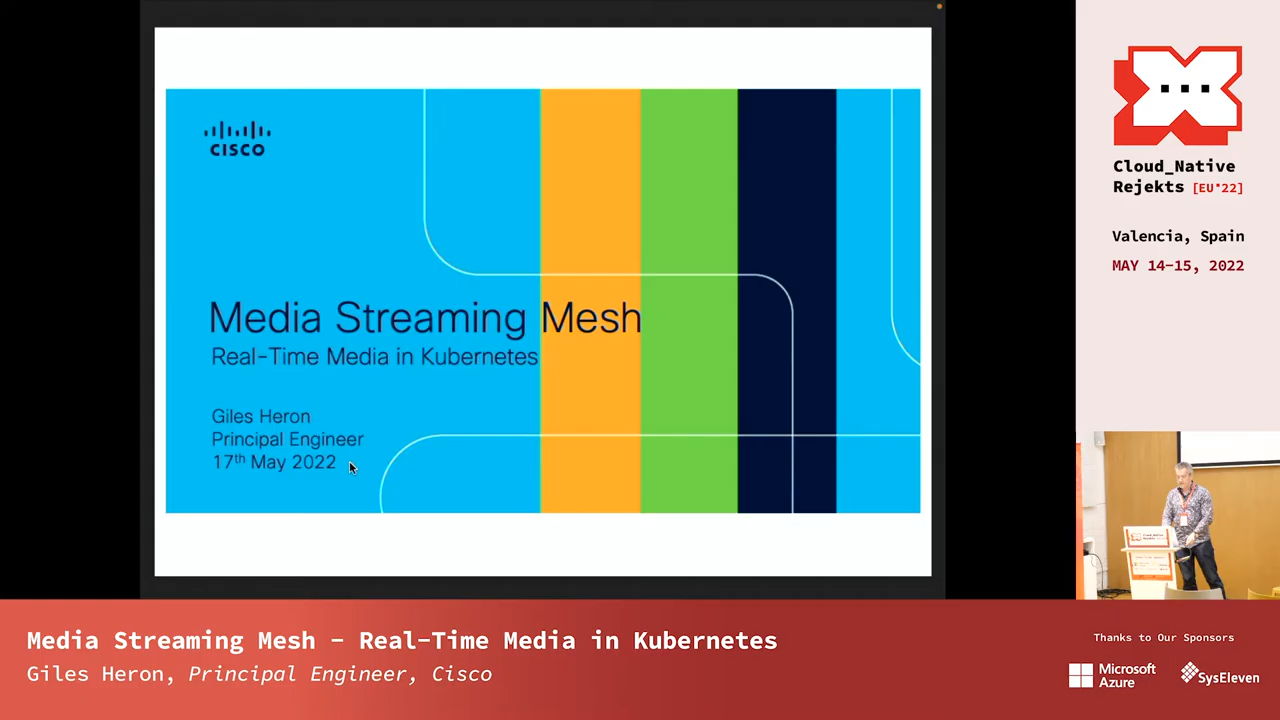 CISCO
Media Streaming Mesh
Real-Time Media in Kubernetes
Giles Heron
Principal Engineer
17th May 2022
Cloud_Native
Rejekts [EU'22]
Valencia, Spain
MAY 14-15, 2022
Cloud_Native
Rejekts
Media Streaming Mesh - Real-Time Media in Kubernetes
Giles Heron, Principal Engineer, Cisco
Thanks to Our Sponsors
Microsoft
Azure
SysEleven